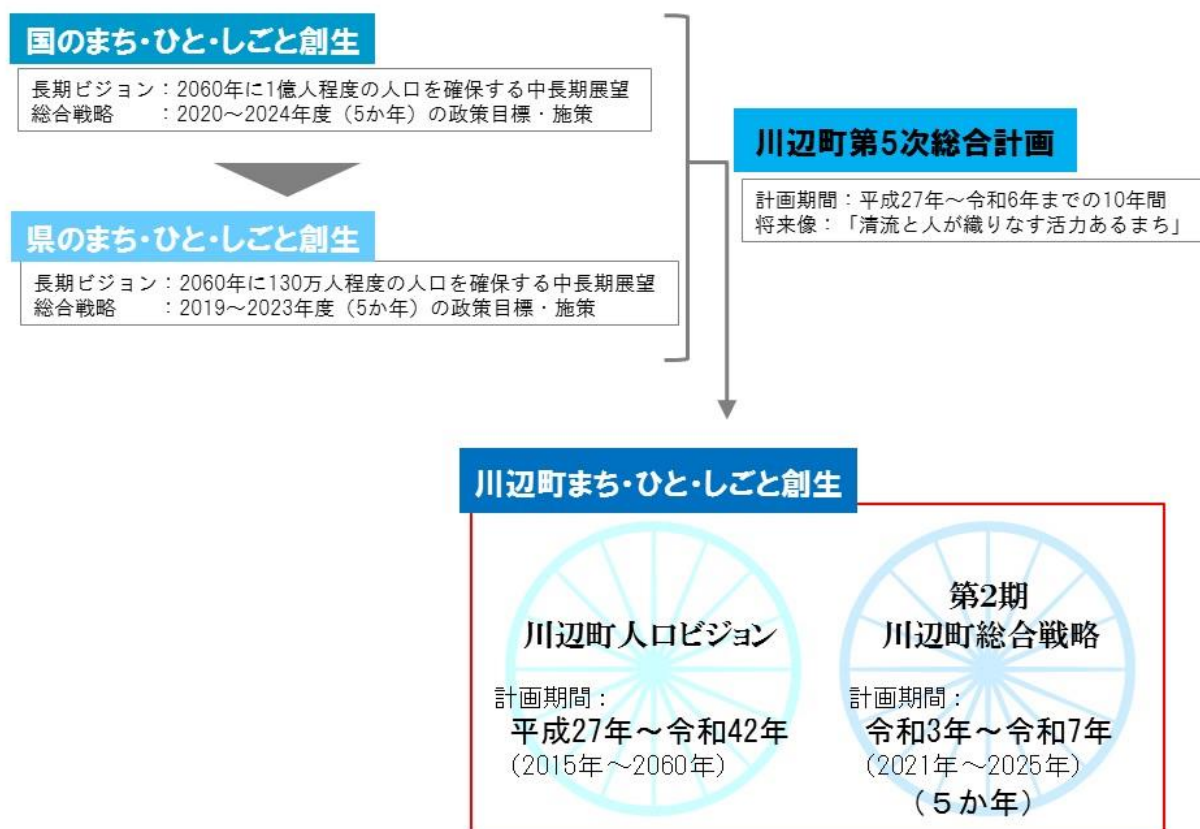 国のまち・ひと・しごと創生
長期ビジョン：2060年に1億人程度の人口を確保する中長期展望
総合戦略　　：2020～2024年度（5か年）の政策目標・施策
県のまち・ひと・しごと創生
長期ビジョン：2060年に130万人程度の人口を確保する中長期展望
総合戦略　　：2019～2023年度（5か年）の政策目標・施策
川辺町第5次総合計画
計画期間：平成27年～令和6年までの10年間
将来像：「清流と人が織りなす活力あるまち」
川辺町まち・ひと・しごと創生
川辺町人口ビジョン
計画期間：
平成27年～令和42年
（2015年～2060年）
第2期
川辺町総合戦略
計画期間：
令和3年～令和7年
（2021年～2025年）
（５か年）